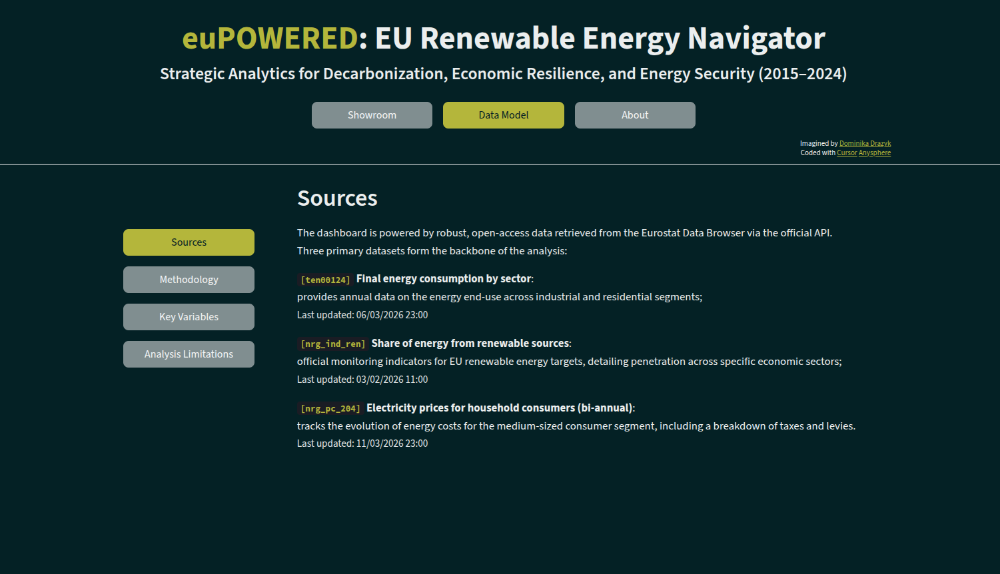 euPOWERED: EU Renewable Energy Navigator
Strategic Analytics for Decarbonization, Economic Resilience, and Energy Security (2015–2024)
Showroom
Data Model
About
Imagined by Dominika Drazyk
Coded with Cursor Anysphere
Sources
Methodology
Key Variables
Analysis Limitations
Sources
The dashboard is powered by robust, open-access data retrieved from the Eurostat Data Browser via the official API.
Three primary datasets form the backbone of the analysis:
[ten00124] Final energy consumption by sector:
provides annual data on the energy end-use across industrial and residential segments;
Last updated: 06/03/2026 23:00
[nrg_ind_ren] Share of energy from renewable sources:
official monitoring indicators for EU renewable energy targets, detailing penetration across specific economic sectors;
Last updated: 03/02/2026 11:00
[nrg_pc_204] Electricity prices for household consumers (bi-annual):
tracks the evolution of energy costs for the medium-sized consumer segment, including a breakdown of taxes and levies.
Last updated: 11/03/2026 23:00